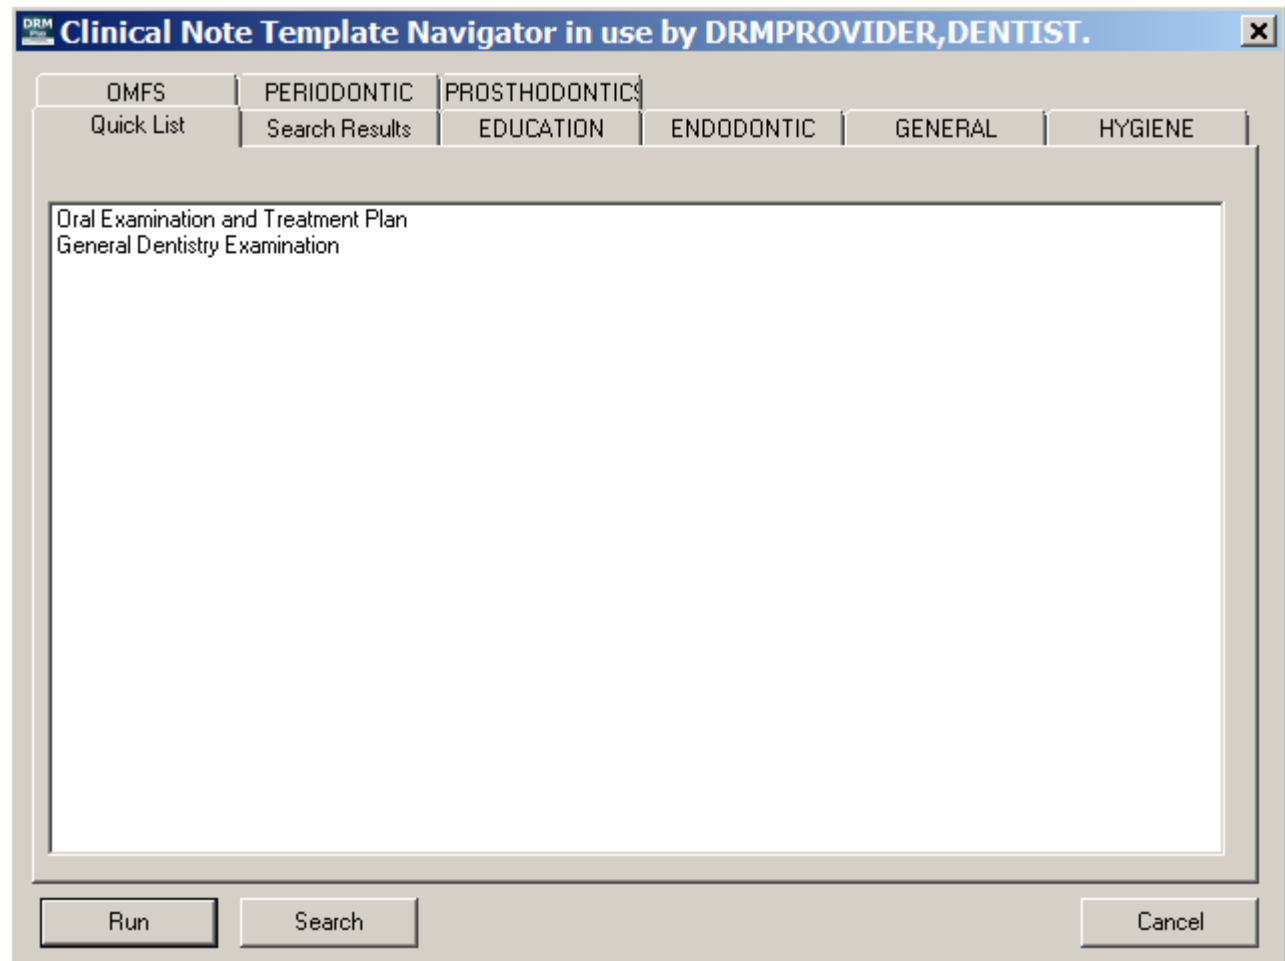 DRM Plus Clinical Note Template Navigator in use by DRMPROVIDER,DENTIST.
OMFS PERIODONTIC PROSTHODONTICS
Quick List Search Results EDUCATION ENDODONTIC GENERAL HYGIENE
Oral Examination and Treatment Plan
General Dentistry Examination
Run Search Cancel